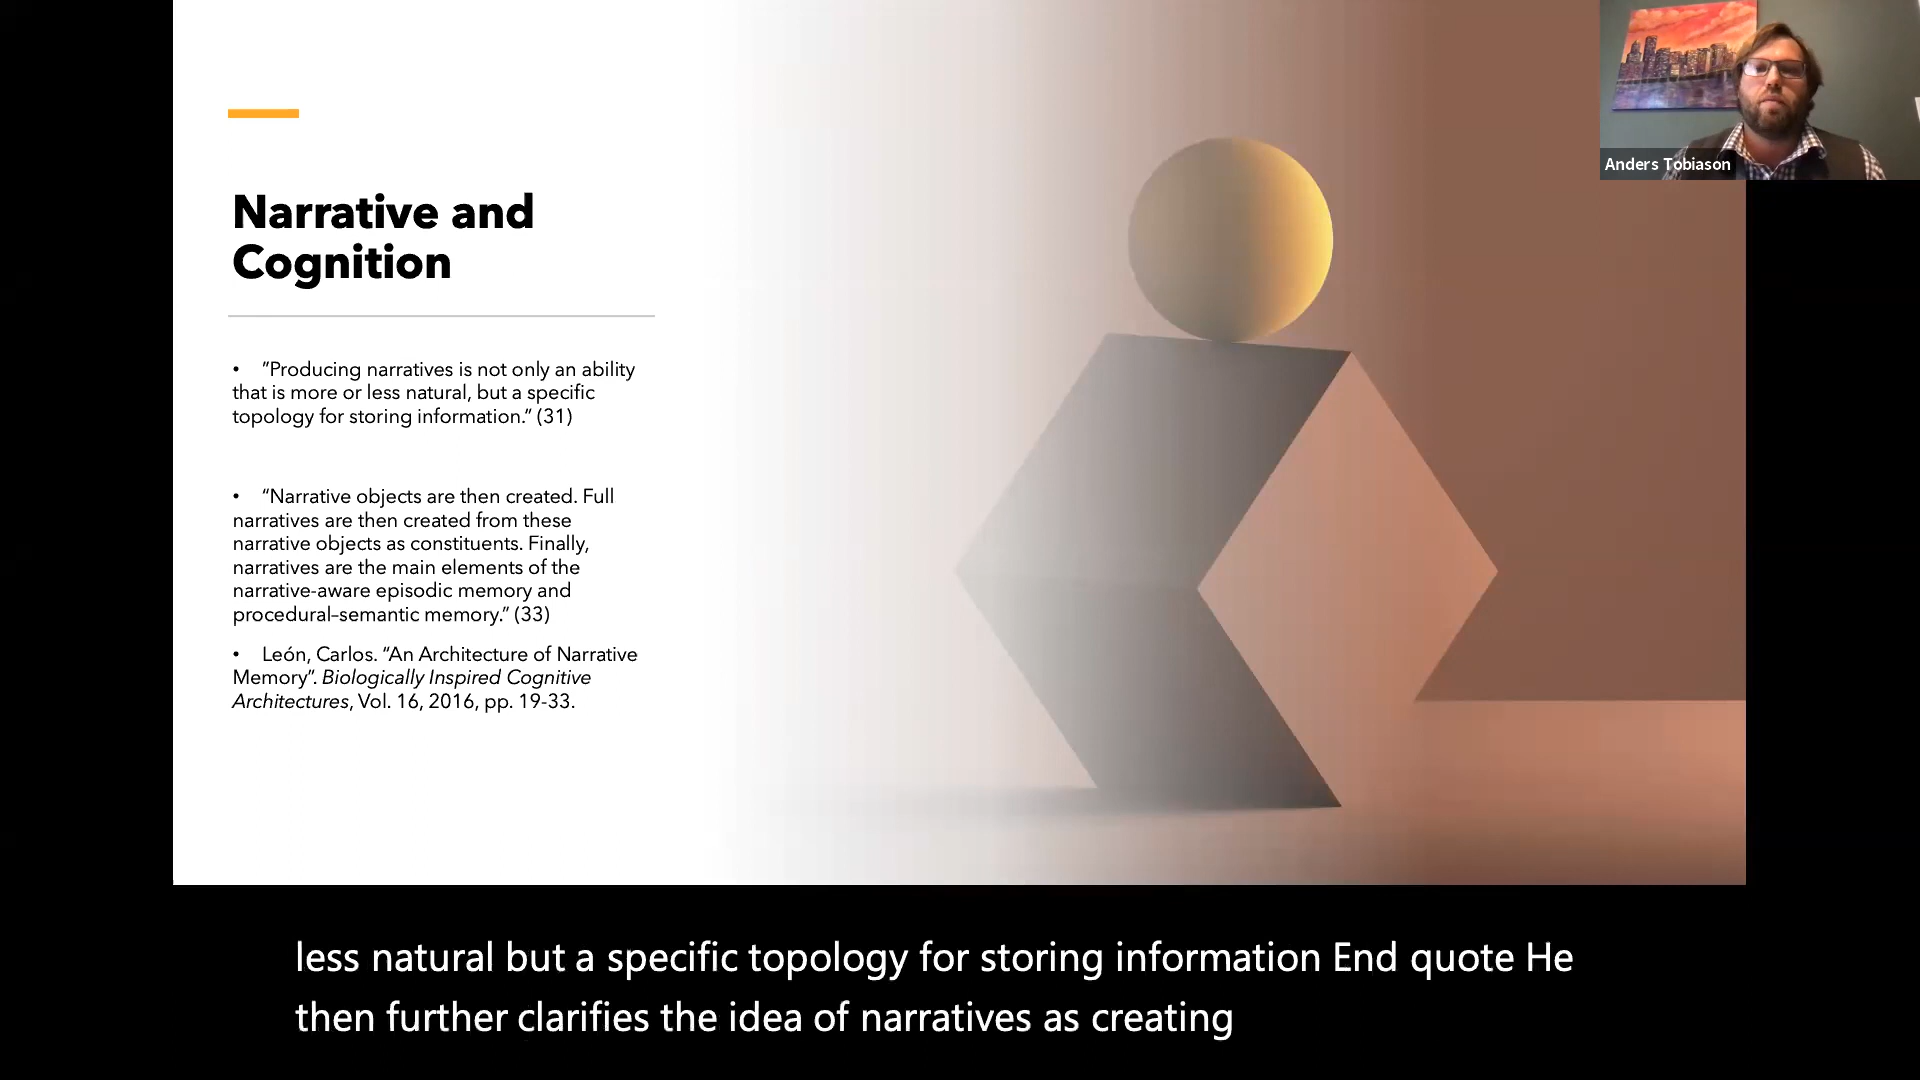 Anders Tobiason
Narrative and
Cognition
• “Producing narratives is not only an ability
that is more or less natural, but a specific
topology for storing information.” (31)
• “Narrative objects are then created. Full
narratives are then created from these
narrative objects as constituents. Finally,
narratives are the main elements of the
narrative-aware episodic memory and
procedural–semantic memory.” (33)
• León, Carlos. “An Architecture of Narrative
Memory”. Biologically Inspired Cognitive
Architectures, Vol. 16, 2016, pp. 19-33.
less natural but a specific topology for storing information End quote He
then further clarifies the idea of narratives as creating